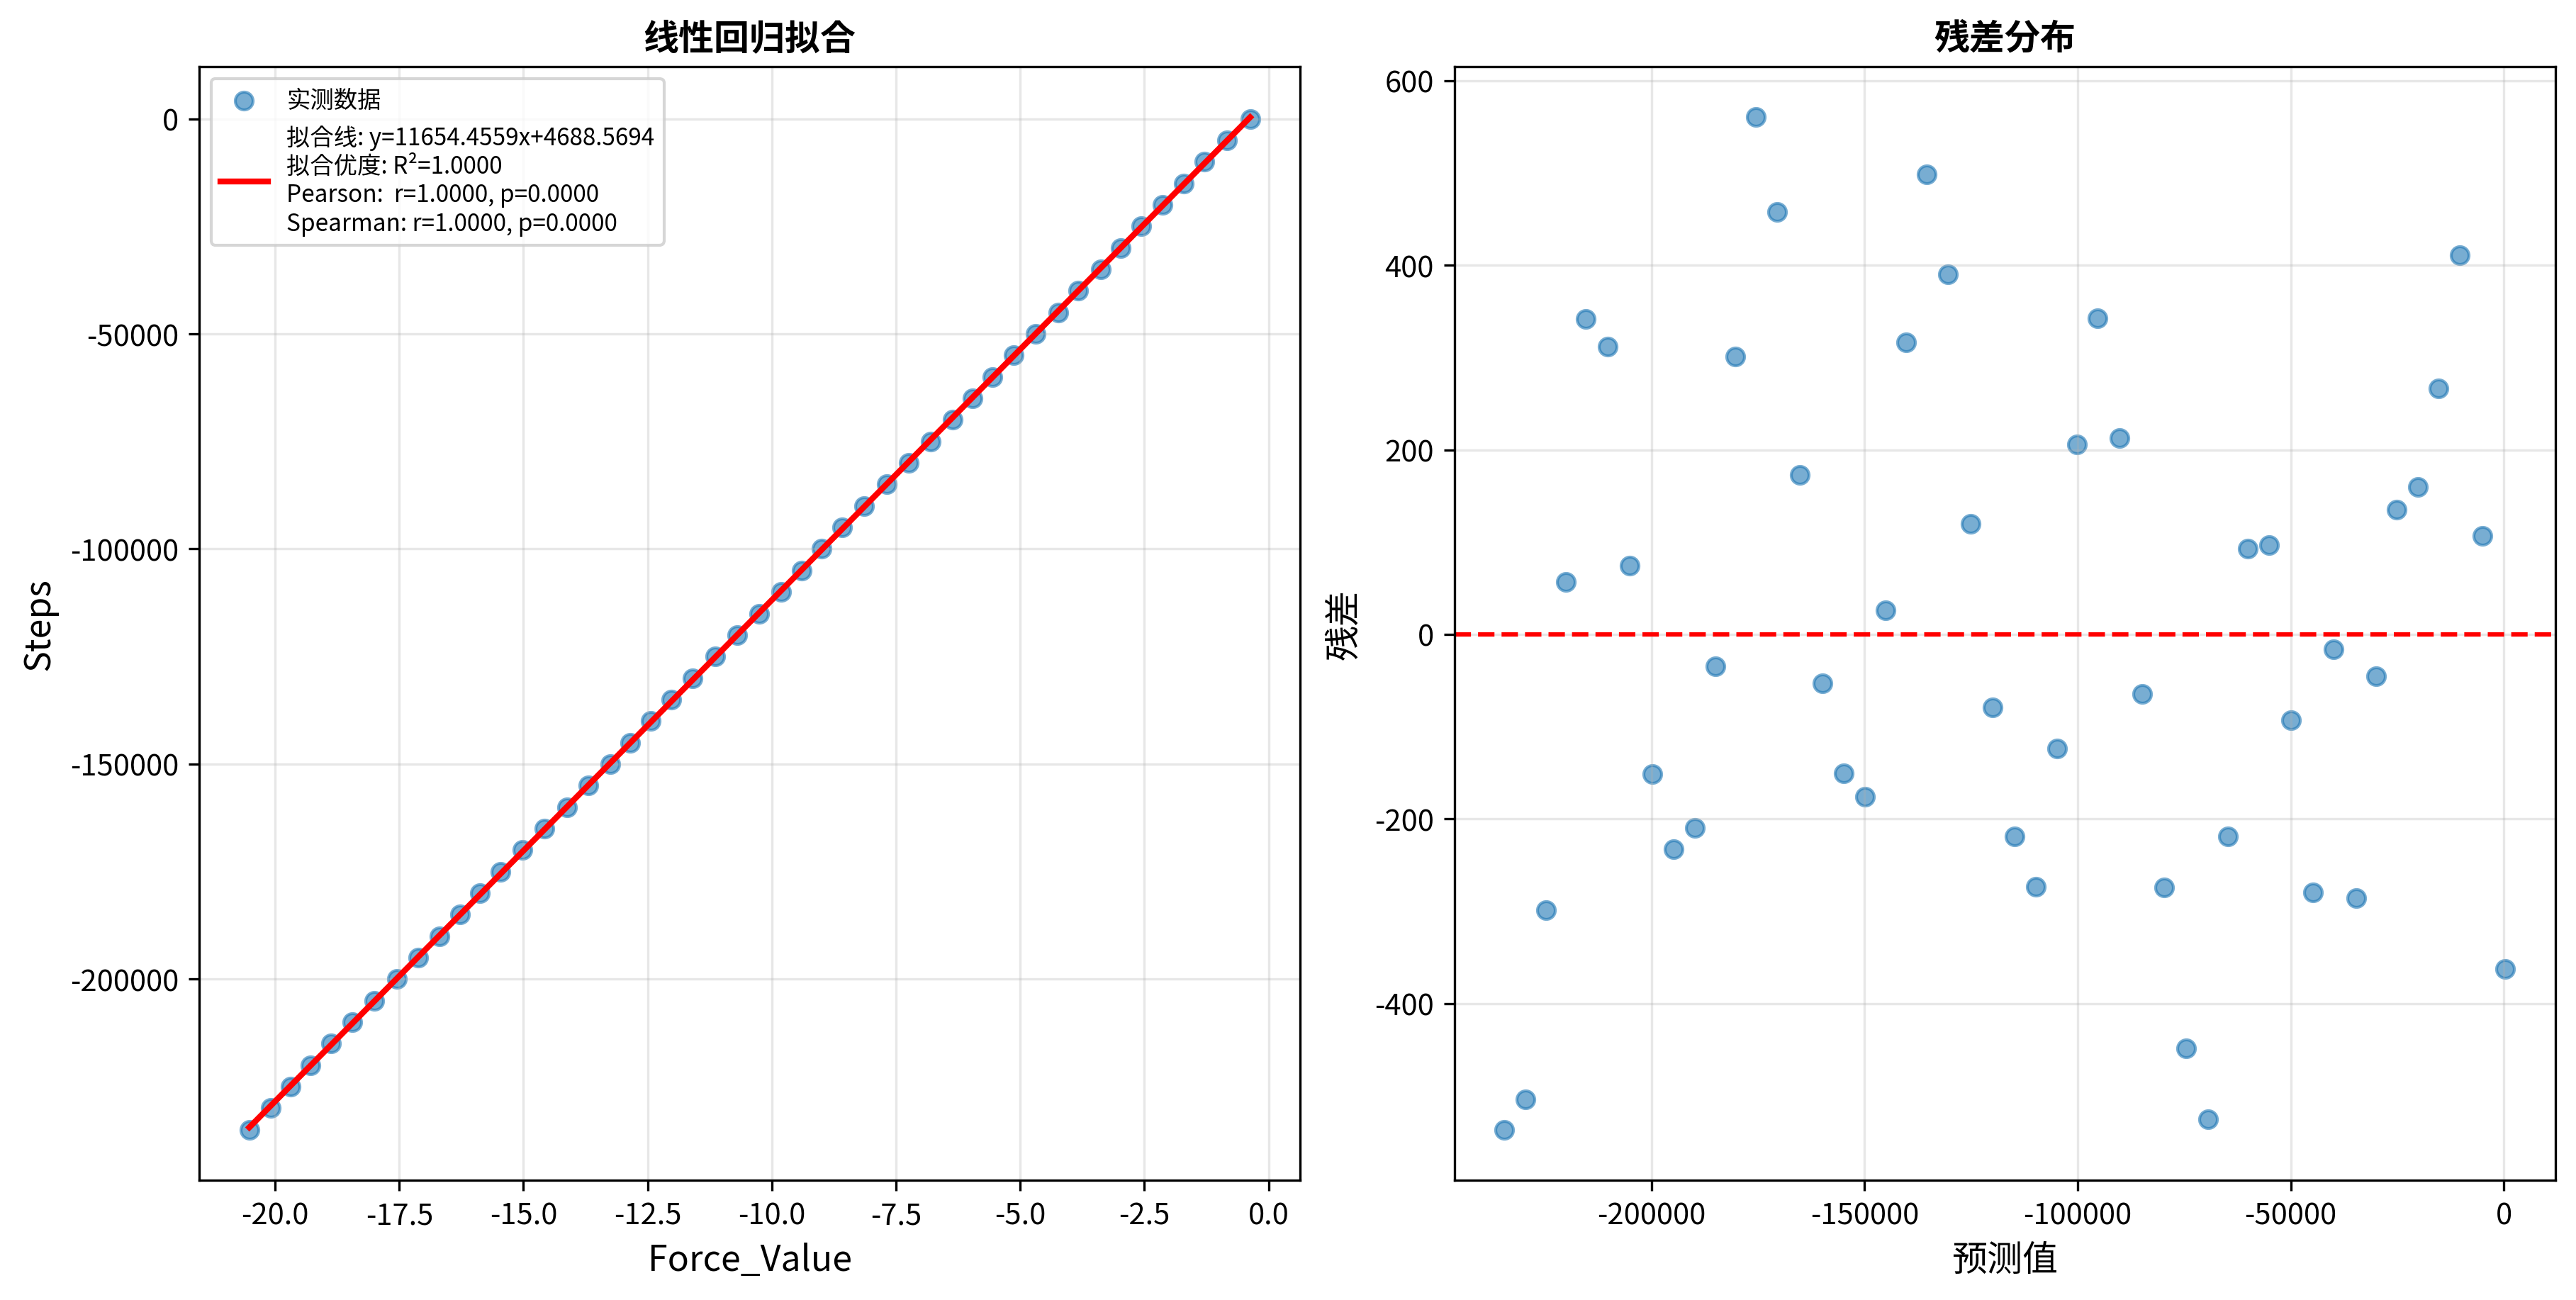 线性回归拟合
实测数据
拟合线: y=11654.4559x+4688.5694
拟合优度: R²=1.0000
Pearson:  r=1.0000, p=0.0000
Spearman: r=1.0000, p=0.0000
0
-50000
-100000
-150000
-200000
Steps
-20.0 -17.5 -15.0 -12.5 -10.0 -7.5 -5.0 -2.5 0.0
Force_Value
残差分布
600
400
200
0
-200
-400
残差
-200000 -150000 -100000 -50000 0
预测值